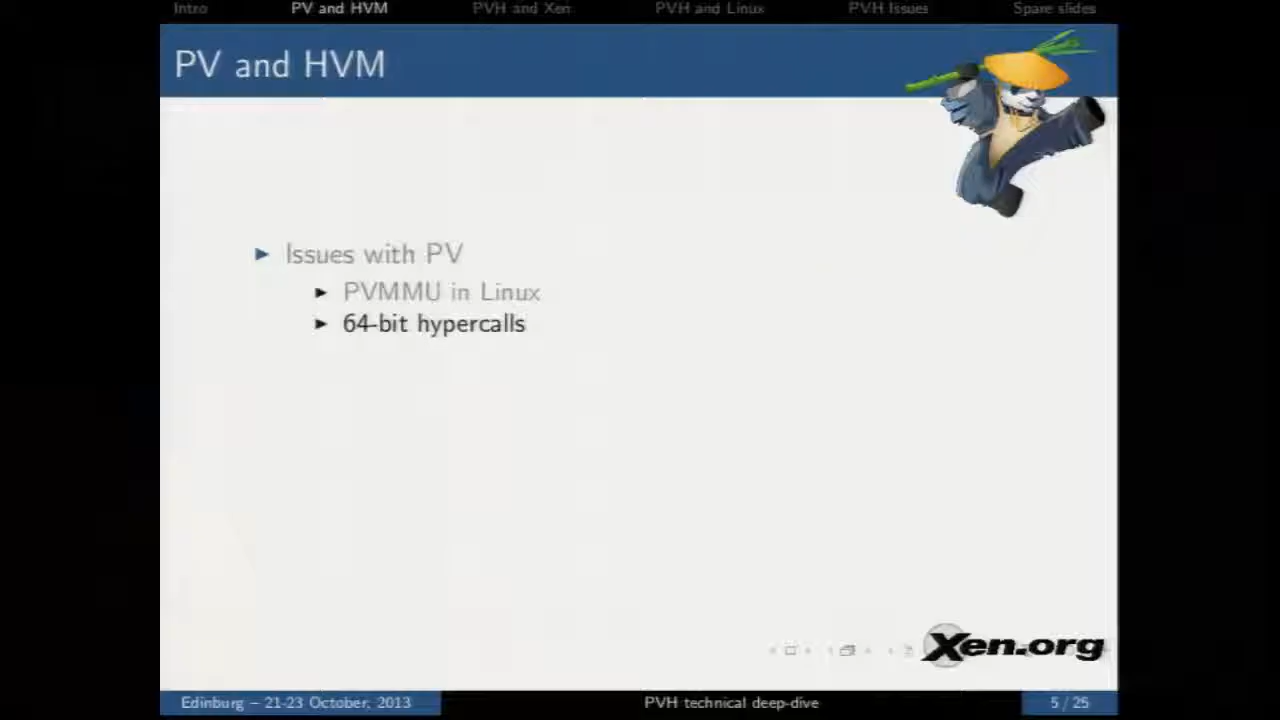 Intro PV and HVM PVH and Xen PVH and Linux PVH Issues Spare slides
PV and HVM
Issues with PV
PVMMU in Linux
64-bit hypercalls
Xen.org
Edinburg – 21-23 October, 2013 PVH technical deep-dive 5 / 25